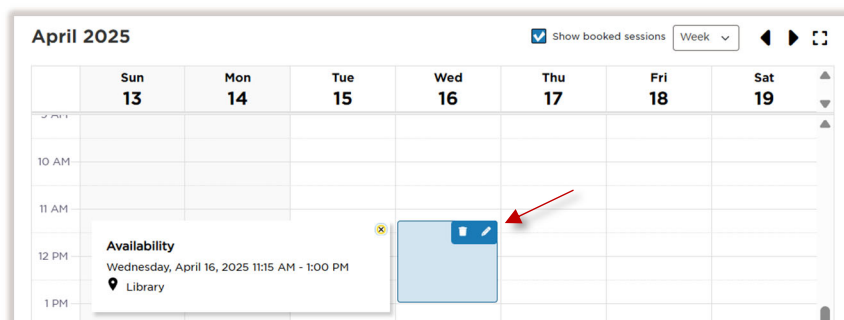 April 2025
Show booked sessions Week
Sun Mon Tue Wed Thu Fri Sat
13 14 15 16 17 18 19
10 AM
11 AM
Availability
12 PM
Wednesday, April 16, 2025 11:15 AM - 1:00 PM
Library
1 PM